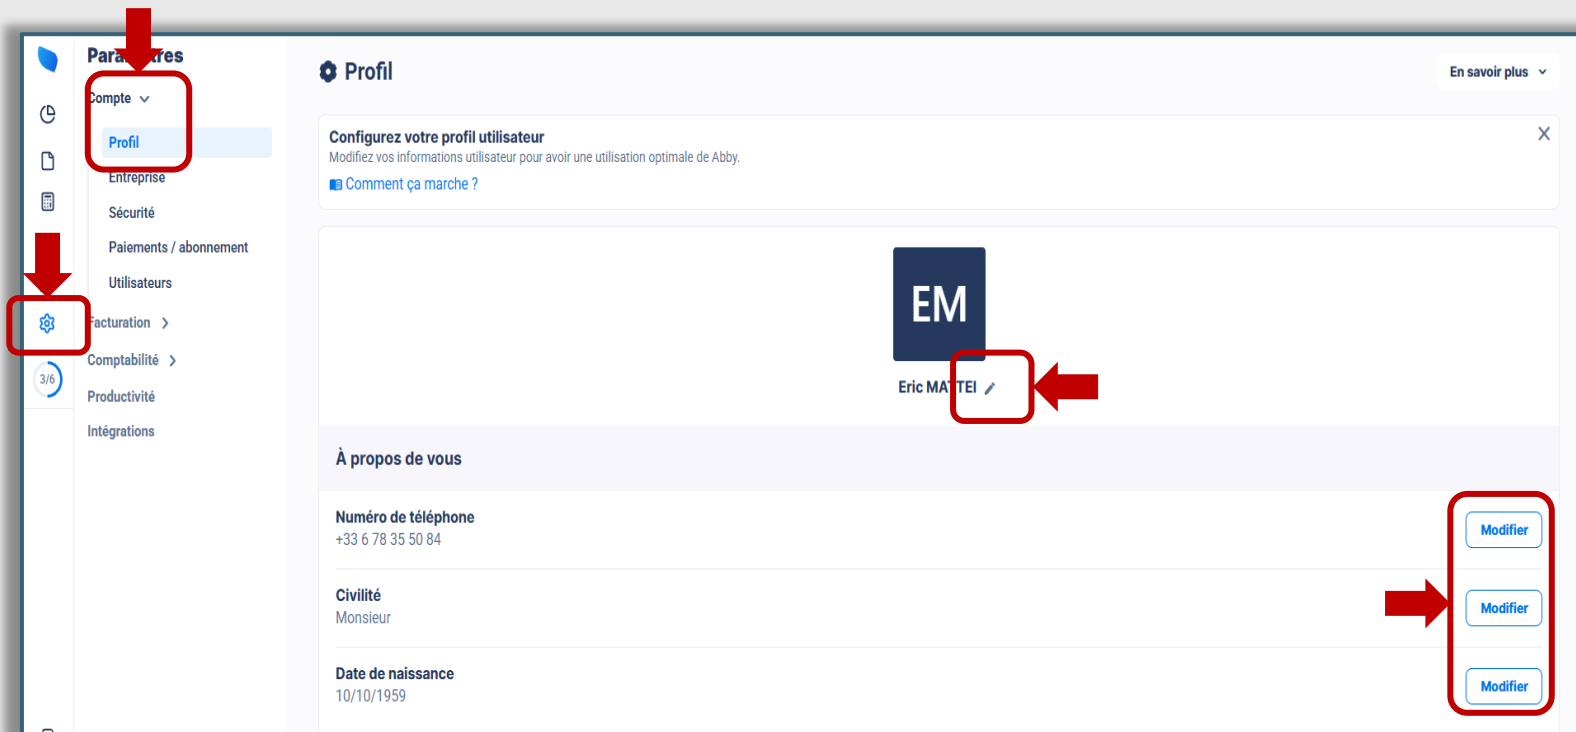 Paramètres
Compte
Profil
Entreprise
Sécurité
Paiements / abonnement
Utilisateurs
Facturation
Comptabilité
Productivité
Intégrations
3/6
Profil
En savoir plus
Configurez votre profil utilisateur
Modifiez vos informations utilisateur pour avoir une utilisation optimale de Abby.
Comment ça marche ?
EM
Eric MATTEI
À propos de vous
Numéro de téléphone
+33 6 78 35 50 84
Modifier
Civilité
Monsieur
Modifier
Date de naissance
10/10/1959
Modifier